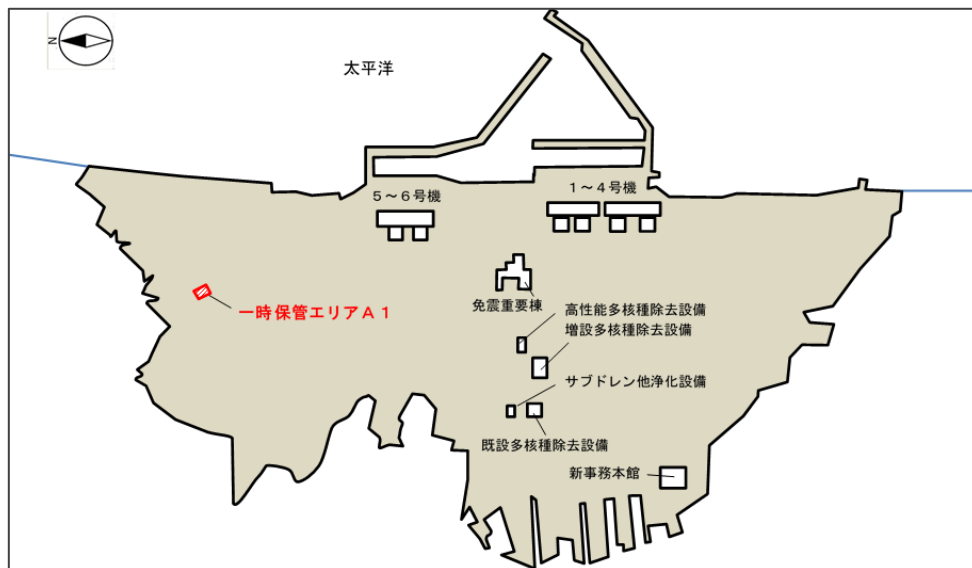 N
太平洋
5~6号機
1~4号機
免震重要棟
一時保管エリアA1
高性能多核種除去設備
増設多核種除去設備
サブドレン他浄化設備
既設多核種除去設備
新事務本館